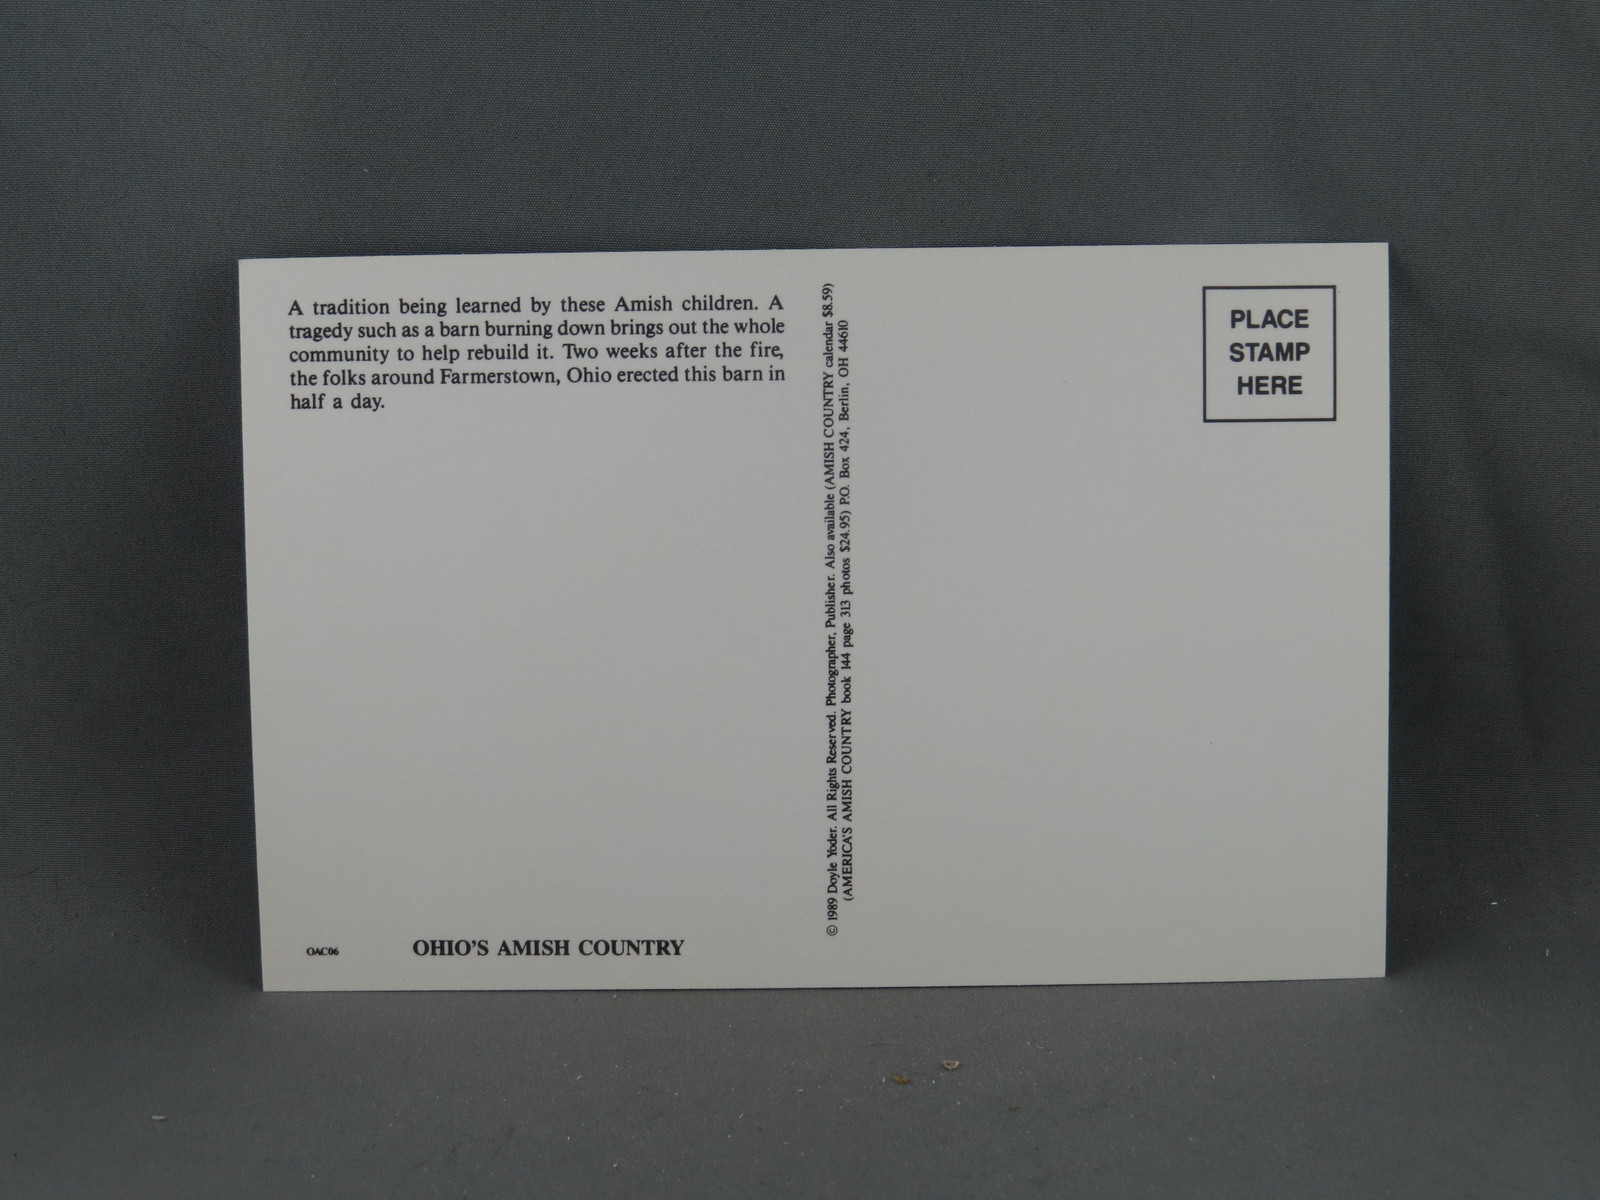 A tradition being learned by these Amish children. A
tragedy such as a barn burning down brings out the whole
community to help rebuild it. Two weeks after the fire,
the folks around Farmerstown, Ohio erected this barn in
half a day.
OAC06
OHIO'S AMISH COUNTRY
© 1989 Doyle Yoder. All Rights Reserved. Photographer, Publisher. Also available (AMISH COUNTRY calendar $8.59)
(AMERICA'S AMISH COUNTRY book 144 page 313 photos $24.95) P.O. Box 424, Berlin, OH 44610
PLACE
STAMP
HERE